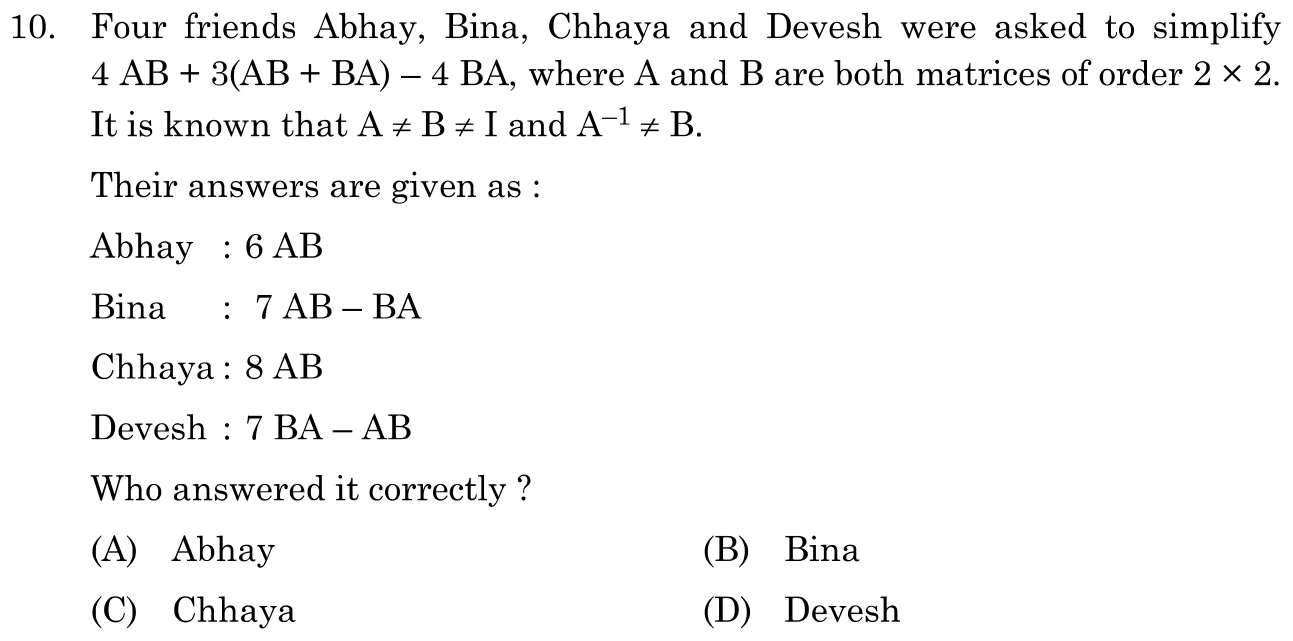 10. Four friends Abhay, Bina, Chhaya and Devesh were asked to simplify
4 AB + 3(AB + BA) – 4 BA, where A and B are both matrices of order 2 × 2.
It is known that A ≠ B ≠ I and A⁻¹ ≠ B.
Their answers are given as :
Abhay : 6 AB
Bina : 7 AB – BA
Chhaya : 8 AB
Devesh : 7 BA – AB
Who answered it correctly ?
(A) Abhay (B) Bina
(C) Chhaya (D) Devesh